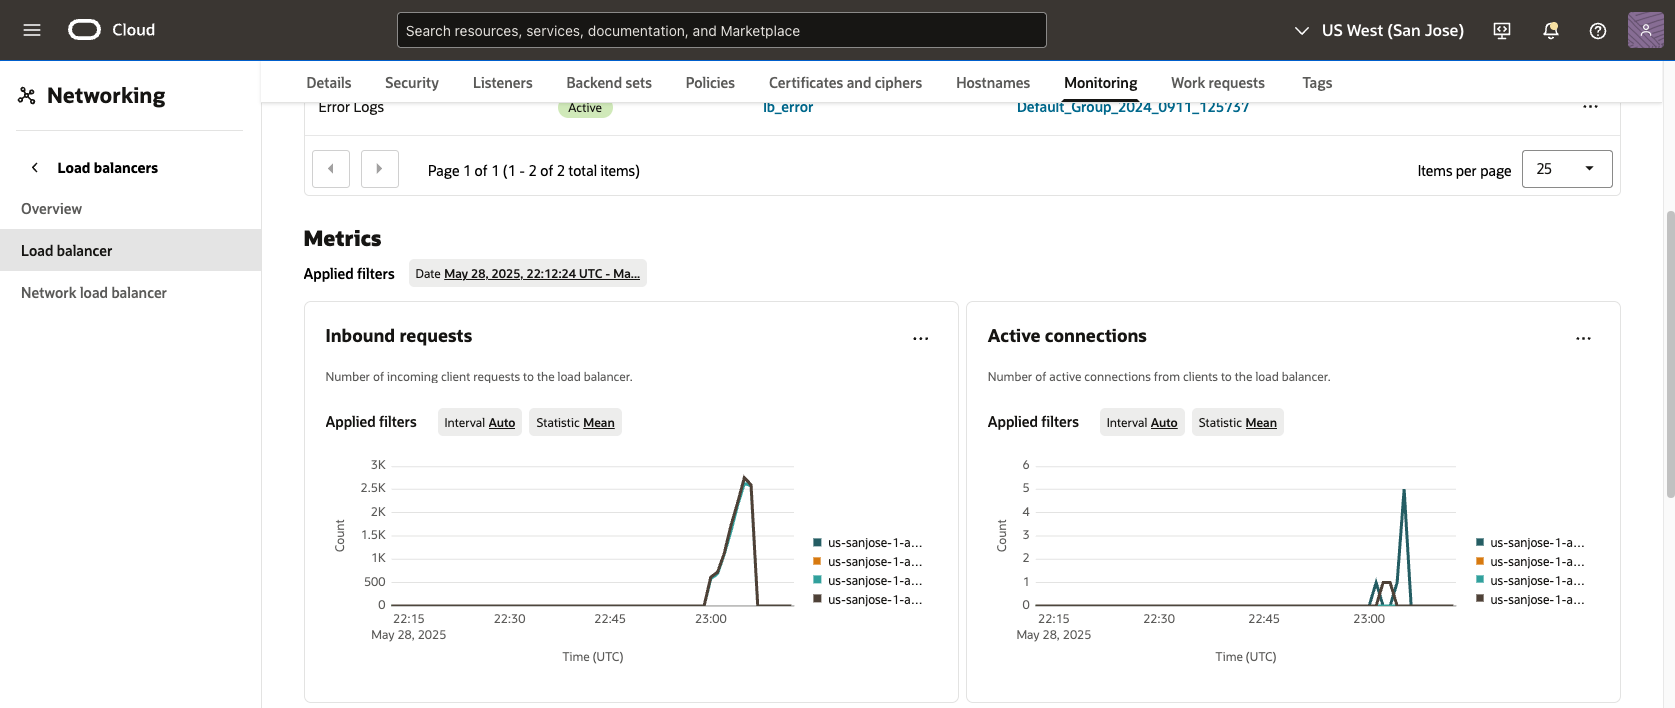 Cloud
Search resources, services, documentation, and Marketplace
US West (San Jose)
Networking
Load balancers
Overview
Load balancer
Network load balancer
Details Security Listeners Backend sets Policies Certificates and ciphers Hostnames Monitoring Work requests Tags
Error Logs Active lb_error Default_Group_2024_0911_125737 ...
Page 1 of 1 (1 - 2 of 2 total items)
Items per page 25
Metrics
Applied filters Date May 28, 2025, 22:12:24 UTC - Ma...
Inbound requests ...
Number of incoming client requests to the load balancer.
Applied filters Interval Auto Statistic Mean
3K
2.5K
2K
1.5K
1K
500
0
Count
22:15 22:30 22:45 23:00
May 28, 2025
Time (UTC)
us-sanjose-1-a...
us-sanjose-1-a...
us-sanjose-1-a...
us-sanjose-1-a...
Active connections ...
Number of active connections from clients to the load balancer.
Applied filters Interval Auto Statistic Mean
6
5
4
3
2
1
0
Count
22:15 22:30 22:45 23:00
May 28, 2025
Time (UTC)
us-sanjose-1-a...
us-sanjose-1-a...
us-sanjose-1-a...
us-sanjose-1-a...